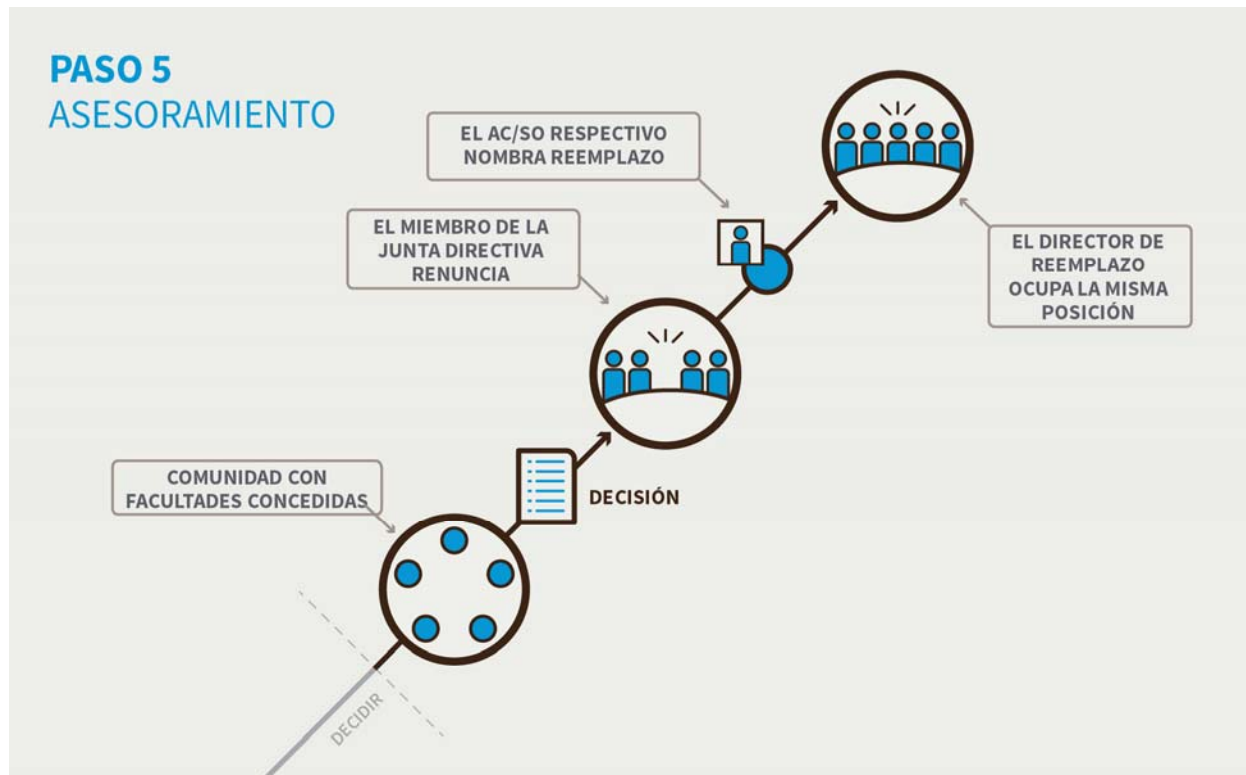 PASO 5
ASESORAMIENTO
EL AC/SO RESPECTIVO
NOMBRA REEMPLAZO
EL MIEMBRO DE LA
JUNTA DIRECTIVA
RENUNCIA
EL DIRECTOR DE
REEMPLAZO
OCUPA LA MISMA
POSICIÓN
COMUNIDAD CON
FACULTADES CONCEDIDAS
DECISIÓN
DECIDIR